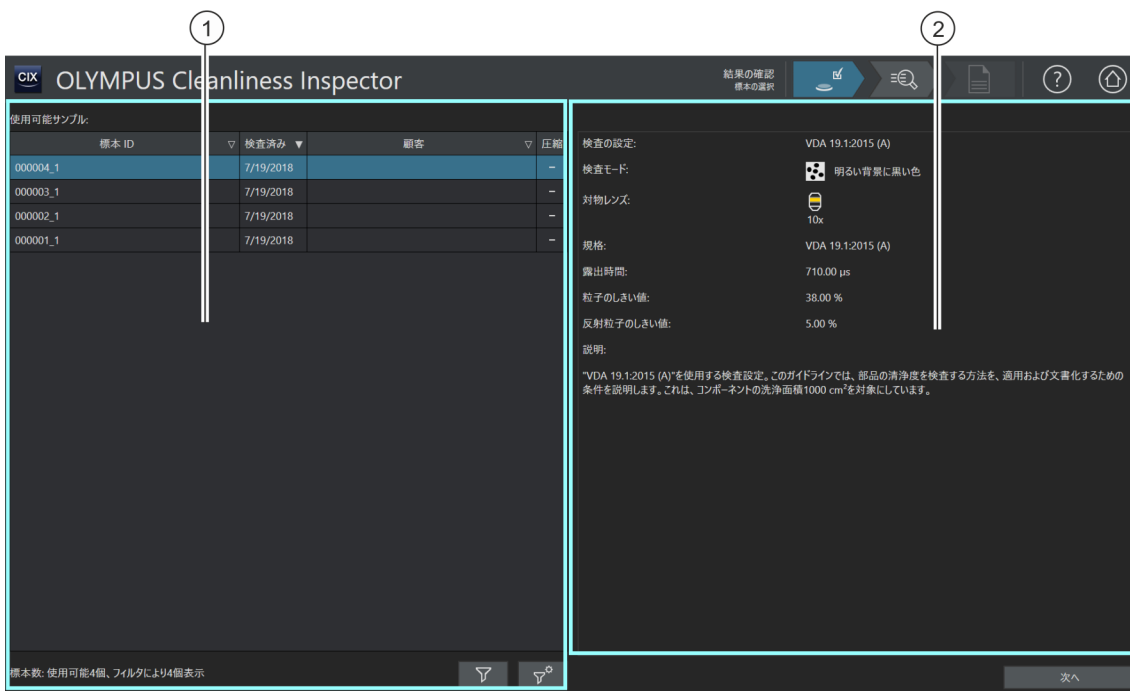 1
2
CIX
OLYMPUS Cleanliness Inspector
結果の確認
標本の選択
?
使用可能サンプル:
標本 ID 検査済み 顧客 圧縮
000004_1 7/19/2018 –
000003_1 7/19/2018 –
000002_1 7/19/2018 –
000001_1 7/19/2018 –
標本数: 使用可能4個、フィルタにより4個表示
検査の設定: VDA 19.1:2015 (A)
検査モード: 明るい背景に黒い色
対物レンズ:
10x
規格: VDA 19.1:2015 (A)
露出時間: 710.00 µs
粒子のしきい値: 38.00 %
反射粒子のしきい値: 5.00 %
説明:
"VDA 19.1:2015 (A)"を使用する検査設定。このガイドラインでは、部品の清浄度を検査する方法を、適用および文書化するための
条件を説明します。これは、コンポーネントの洗浄面積1000 cm²を対象にしています。
次へ